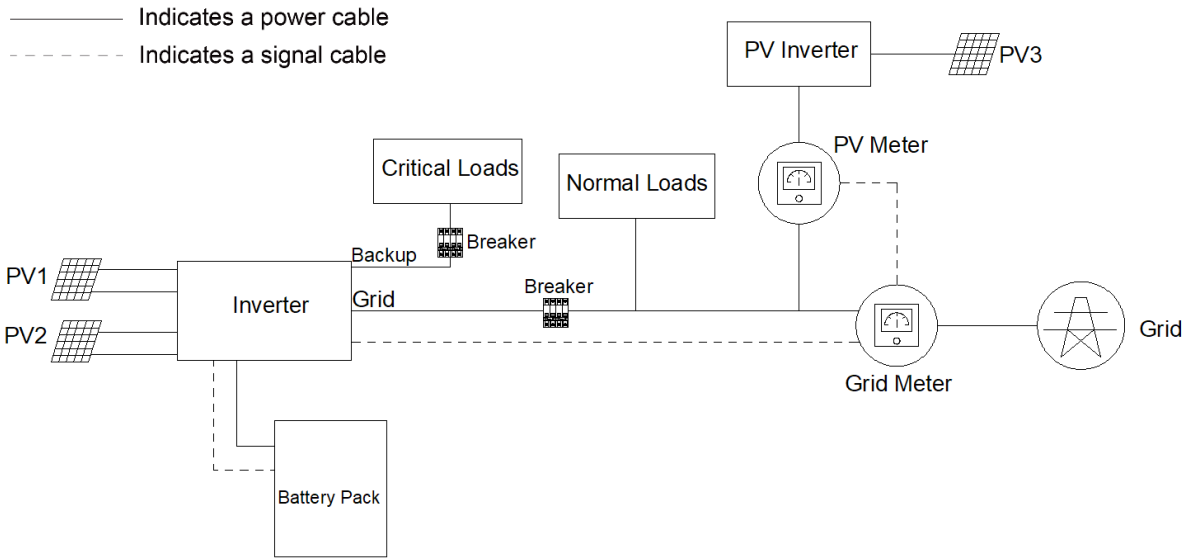 Indicates a power cable
Indicates a signal cable
PV Inverter
PV3
PV Meter
Critical Loads
Normal Loads
Breaker
Backup
PV1
Inverter
Grid
Breaker
PV2
Grid
Grid Meter
Battery Pack